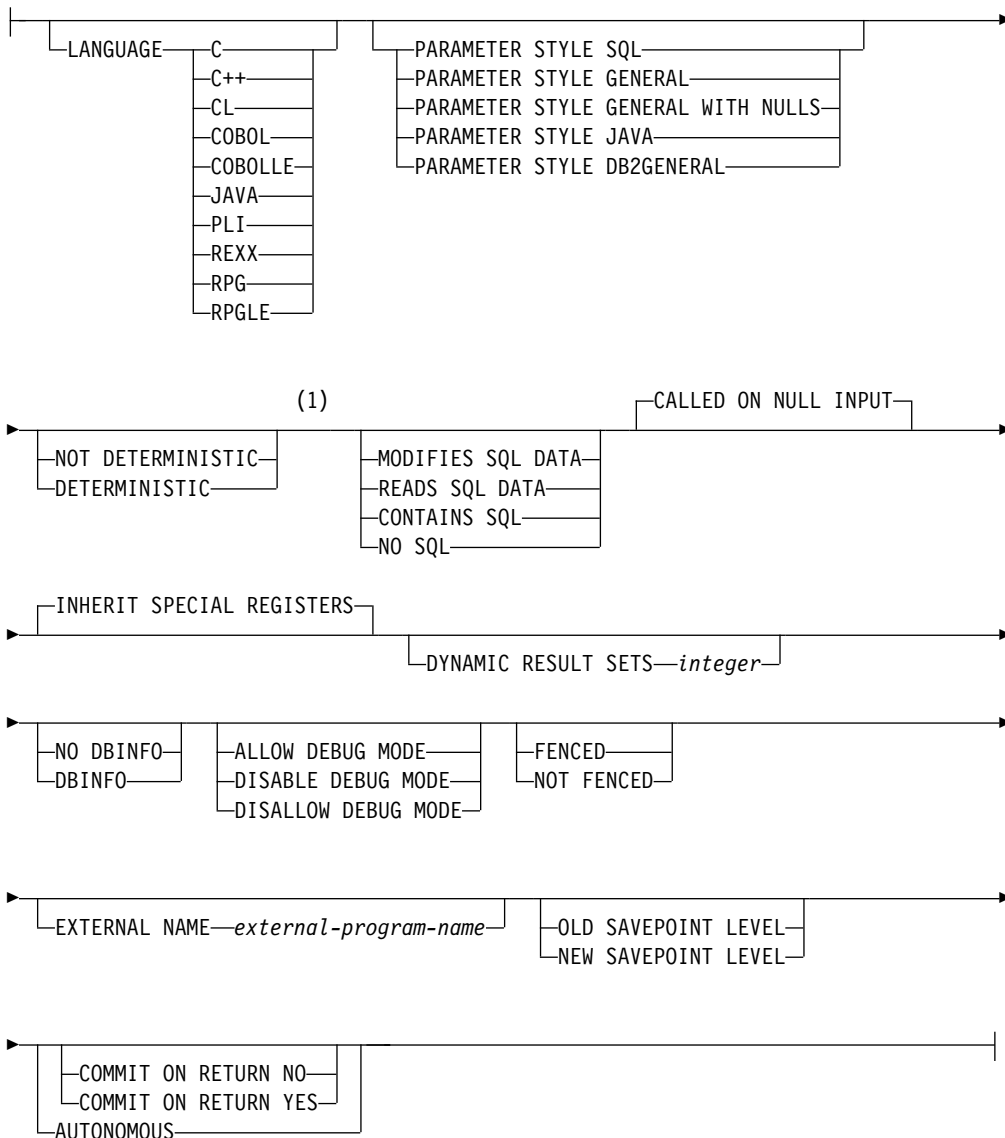 LANGUAGE C PARAMETER STYLE SQL
C++ PARAMETER STYLE GENERAL
CL PARAMETER STYLE GENERAL WITH NULLS
COBOL PARAMETER STYLE JAVA
COBOLLE PARAMETER STYLE DB2GENERAL
JAVA
PLI
REXX
RPG
RPGLE
(1) CALLED ON NULL INPUT
NOT DETERMINISTIC MODIFIES SQL DATA
DETERMINISTIC READS SQL DATA
CONTAINS SQL
NO SQL
INHERIT SPECIAL REGISTERS
DYNAMIC RESULT SETS integer
NO DBINFO ALLOW DEBUG MODE FENCED
DBINFO DISABLE DEBUG MODE NOT FENCED
DISALLOW DEBUG MODE
EXTERNAL NAME external-program-name OLD SAVEPOINT LEVEL
NEW SAVEPOINT LEVEL
COMMIT ON RETURN NO
COMMIT ON RETURN YES
AUTONOMOUS